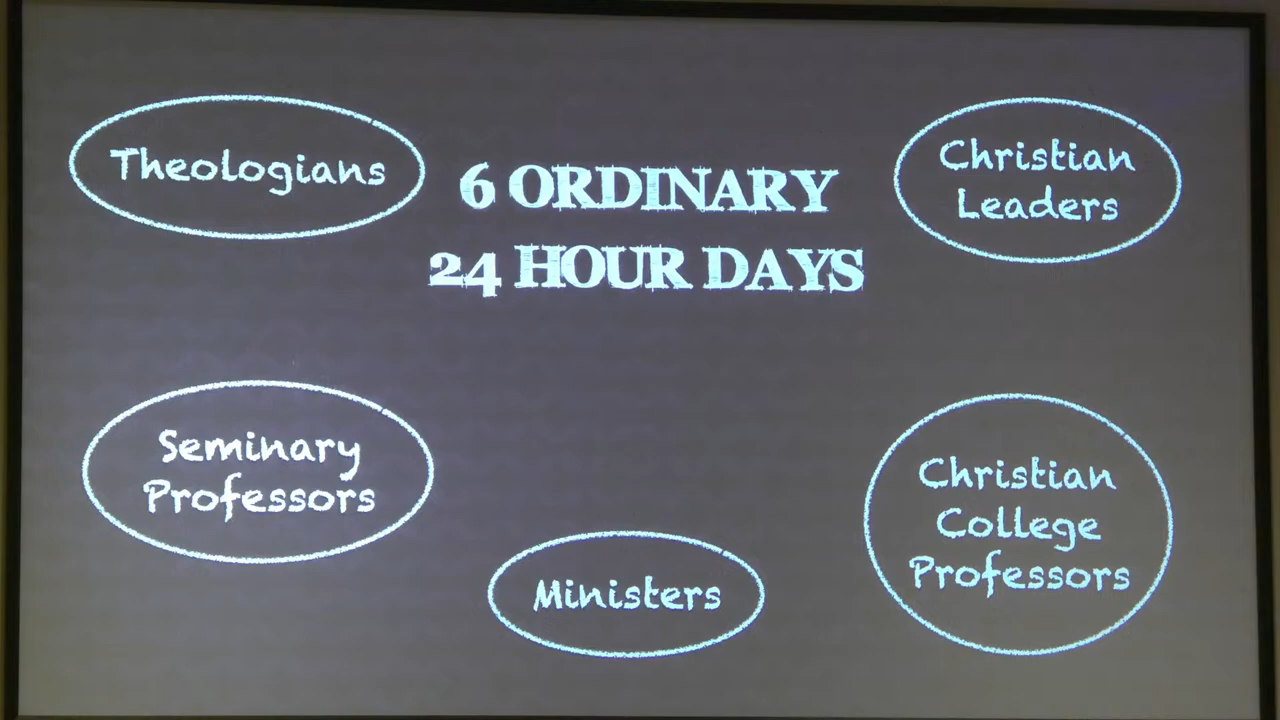 Theologians
6 ORDINARY
24 HOUR DAYS
Christian
Leaders
Seminary
Professors
Ministers
Christian
College
Professors